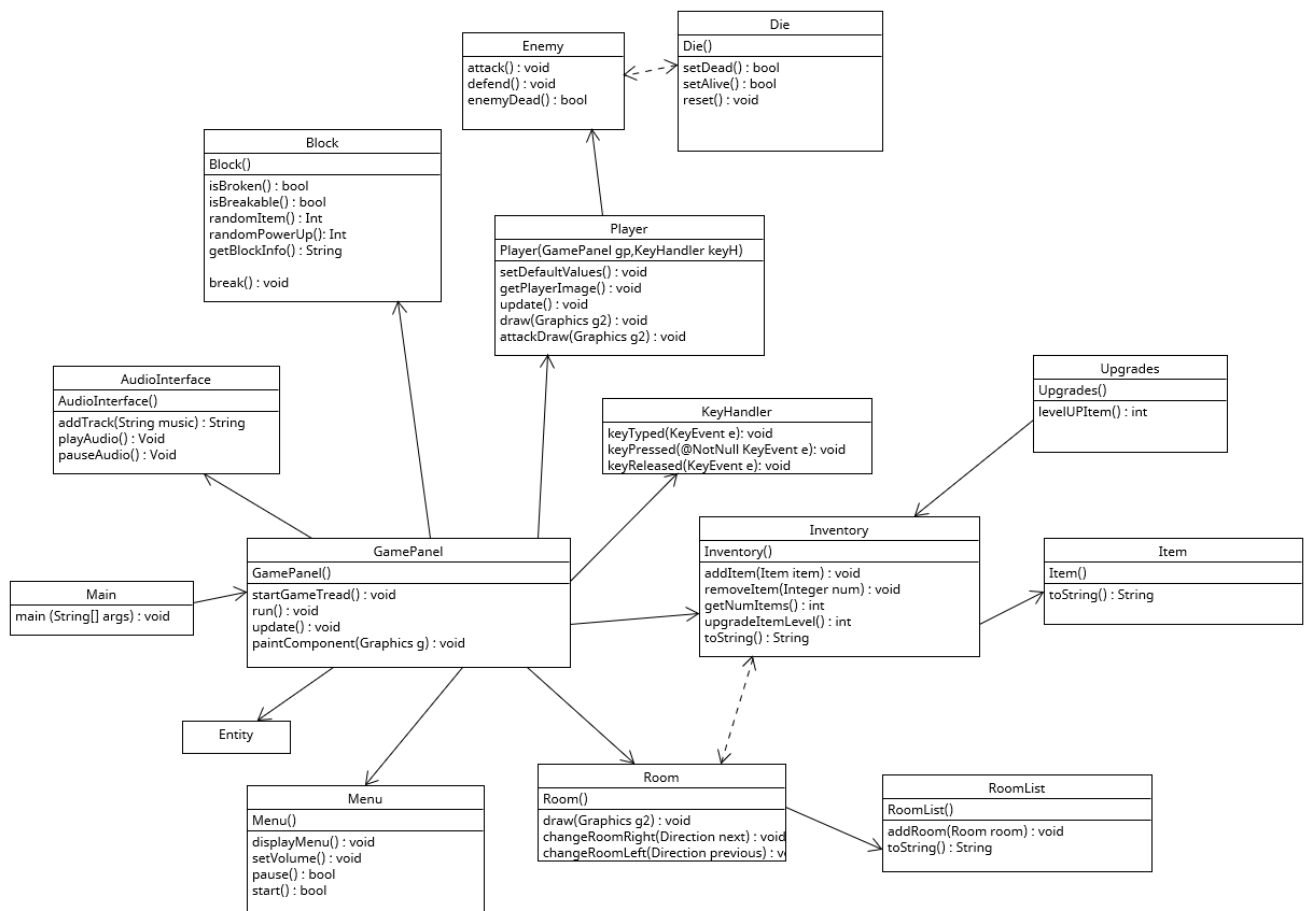 Die
Die()
setDead() : bool
setAlive() : bool
reset() : void
Enemy
attack() : void
defend() : void
enemyDead() : bool
Block
Block()
isBroken() : bool
isBreakable() : bool
randomItem() : Int
randomPowerUp(): Int
getBlockInfo() : String
break() : void
Player
Player(GamePanel gp,KeyHandler keyH)
setDefaultValues() : void
getPlayerImage() : void
update() : void
draw(Graphics g2) : void
attackDraw(Graphics g2) : void
AudioInterface
AudioInterface()
addTrack(String music) : String
playAudio() : Void
pauseAudio() : Void
KeyHandler
keyTyped(KeyEvent e): void
keyPressed(@NotNull KeyEvent e): void
keyReleased(KeyEvent e): void
Upgrades
Upgrades()
levelUPItem() : int
GamePanel
GamePanel()
startGameTread() : void
run() : void
update() : void
paintComponent(Graphics g) : void
Inventory
Inventory()
addItem(Item item) : void
removeItem(Integer num) : void
getNumItems() : int
upgradeItemLevel() : int
toString() : String
Item
Item()
toString() : String
Main
main (String[] args) : void
Entity
Menu
Menu()
displayMenu() : void
setVolume() : void
pause() : bool
start() : bool
Room
Room()
draw(Graphics g2) : void
changeRoomRight(Direction next) : void
changeRoomLeft(Direction previous) :
RoomList
RoomList()
addRoom(Room room) : void
toString() : String